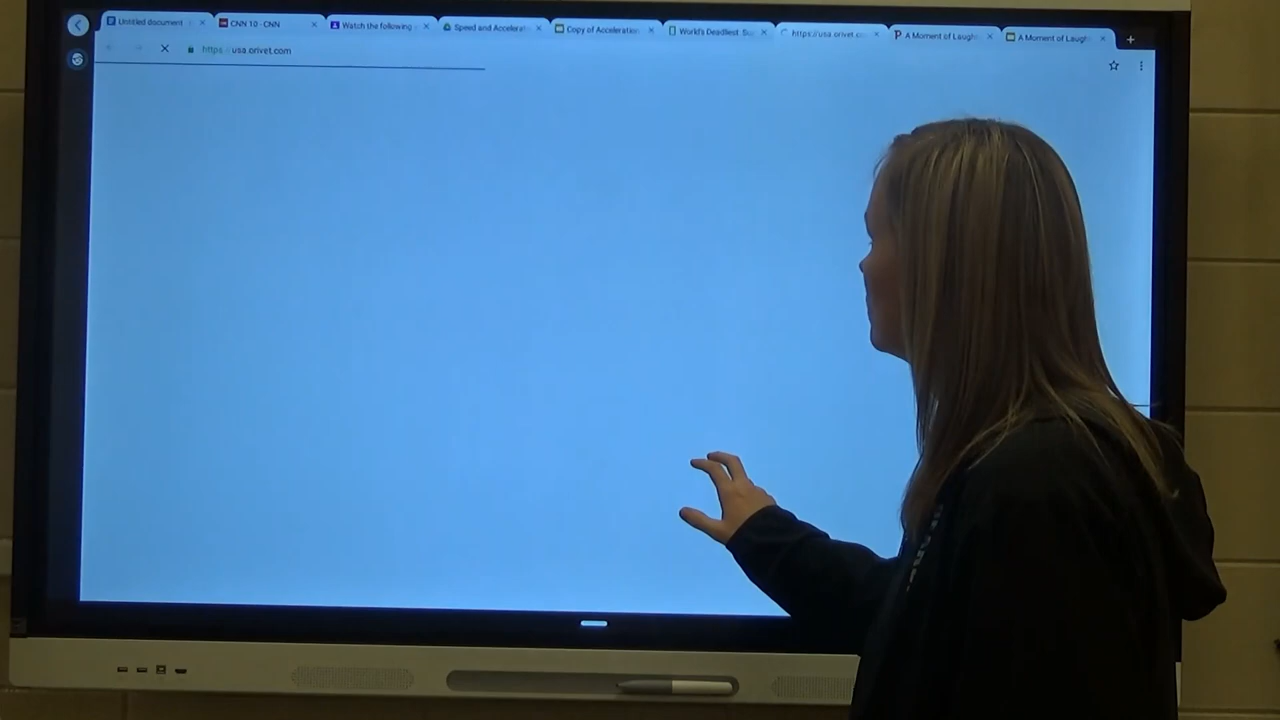 Untitled document
CNN 10 - CNN
Watch the following
Speed and Accelerat
Copy of Acceleration
World's Deadliest: Su
https://usa.orivet.co
A Moment of Laugh
A Moment of Laugh
https://usa.orivet.com